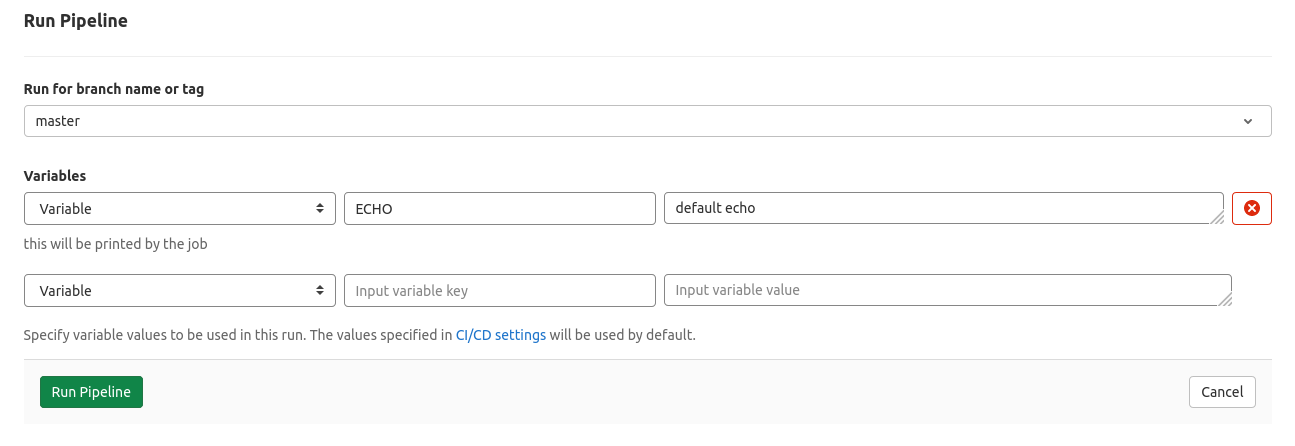 Run Pipeline
Run for branch name or tag
master
Variables
Variable ECHO default echo
this will be printed by the job
Variable Input variable key Input variable value
Specify variable values to be used in this run. The values specified in CI/CD settings will be used by default.
Run Pipeline Cancel